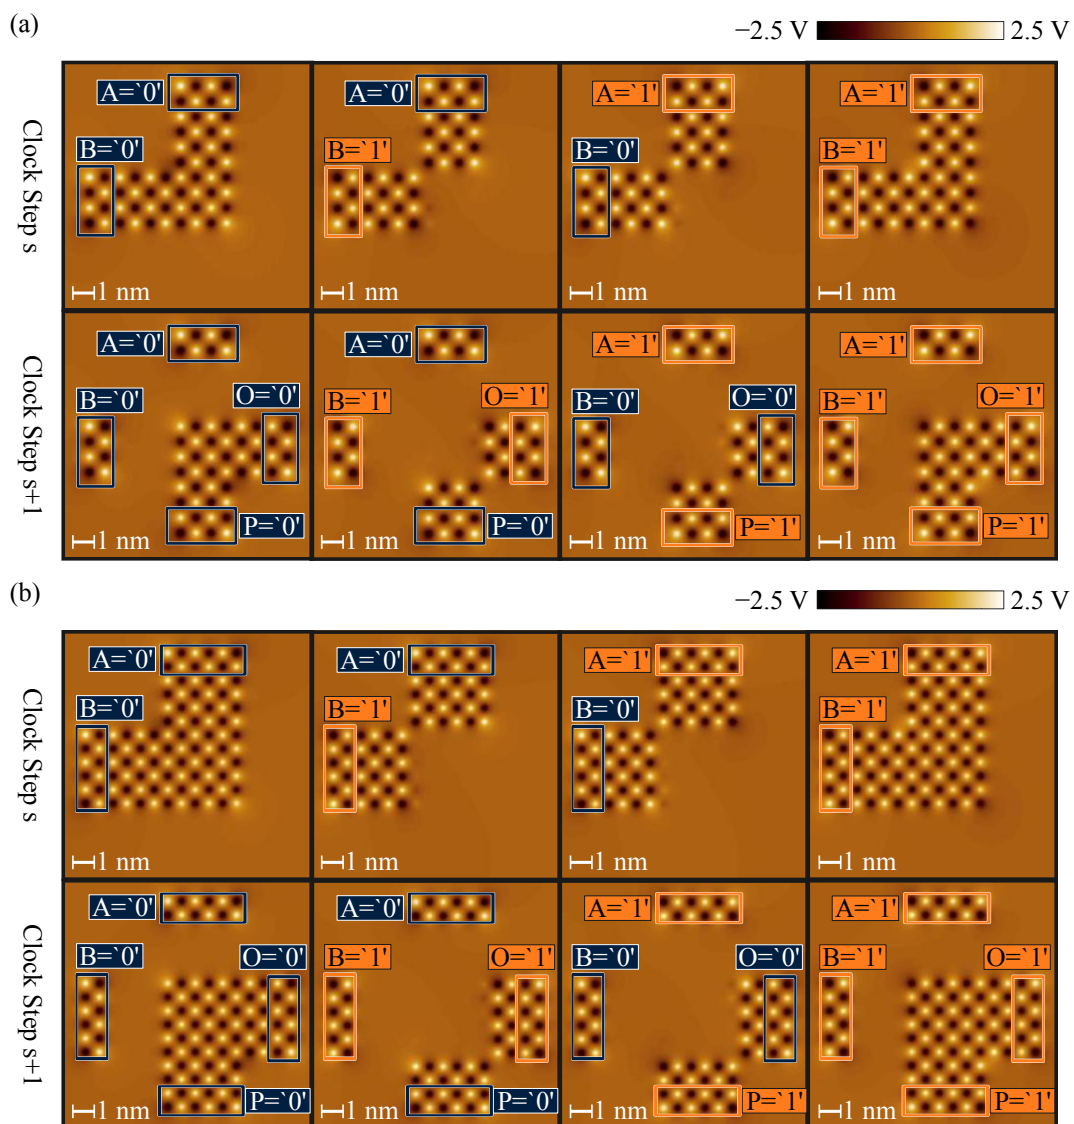 (a)
−2.5 V 2.5 V
Clock Step s
A=`0' A=`0' A=`1' A=`1'
B=`0' B=`1' B=`0' B=`1'
1 nm 1 nm 1 nm 1 nm
Clock Step s+1
A=`0' A=`0' A=`1' A=`1'
B=`0' O=`0' B=`1' O=`1' B=`0' O=`0' B=`1' O=`1'
P=`0' P=`0' P=`1' P=`1'
1 nm 1 nm 1 nm 1 nm
(b)
−2.5 V 2.5 V
Clock Step s
A=`0' A=`0' A=`1' A=`1'
B=`0' B=`1' B=`0' B=`1'
1 nm 1 nm 1 nm 1 nm
Clock Step s+1
A=`0' A=`0' A=`1' A=`1'
B=`0' O=`0' B=`1' O=`1' B=`0' O=`0' B=`1' O=`1'
1 nm P=`0' 1 nm P=`0' 1 nm P=`1' 1 nm P=`1'